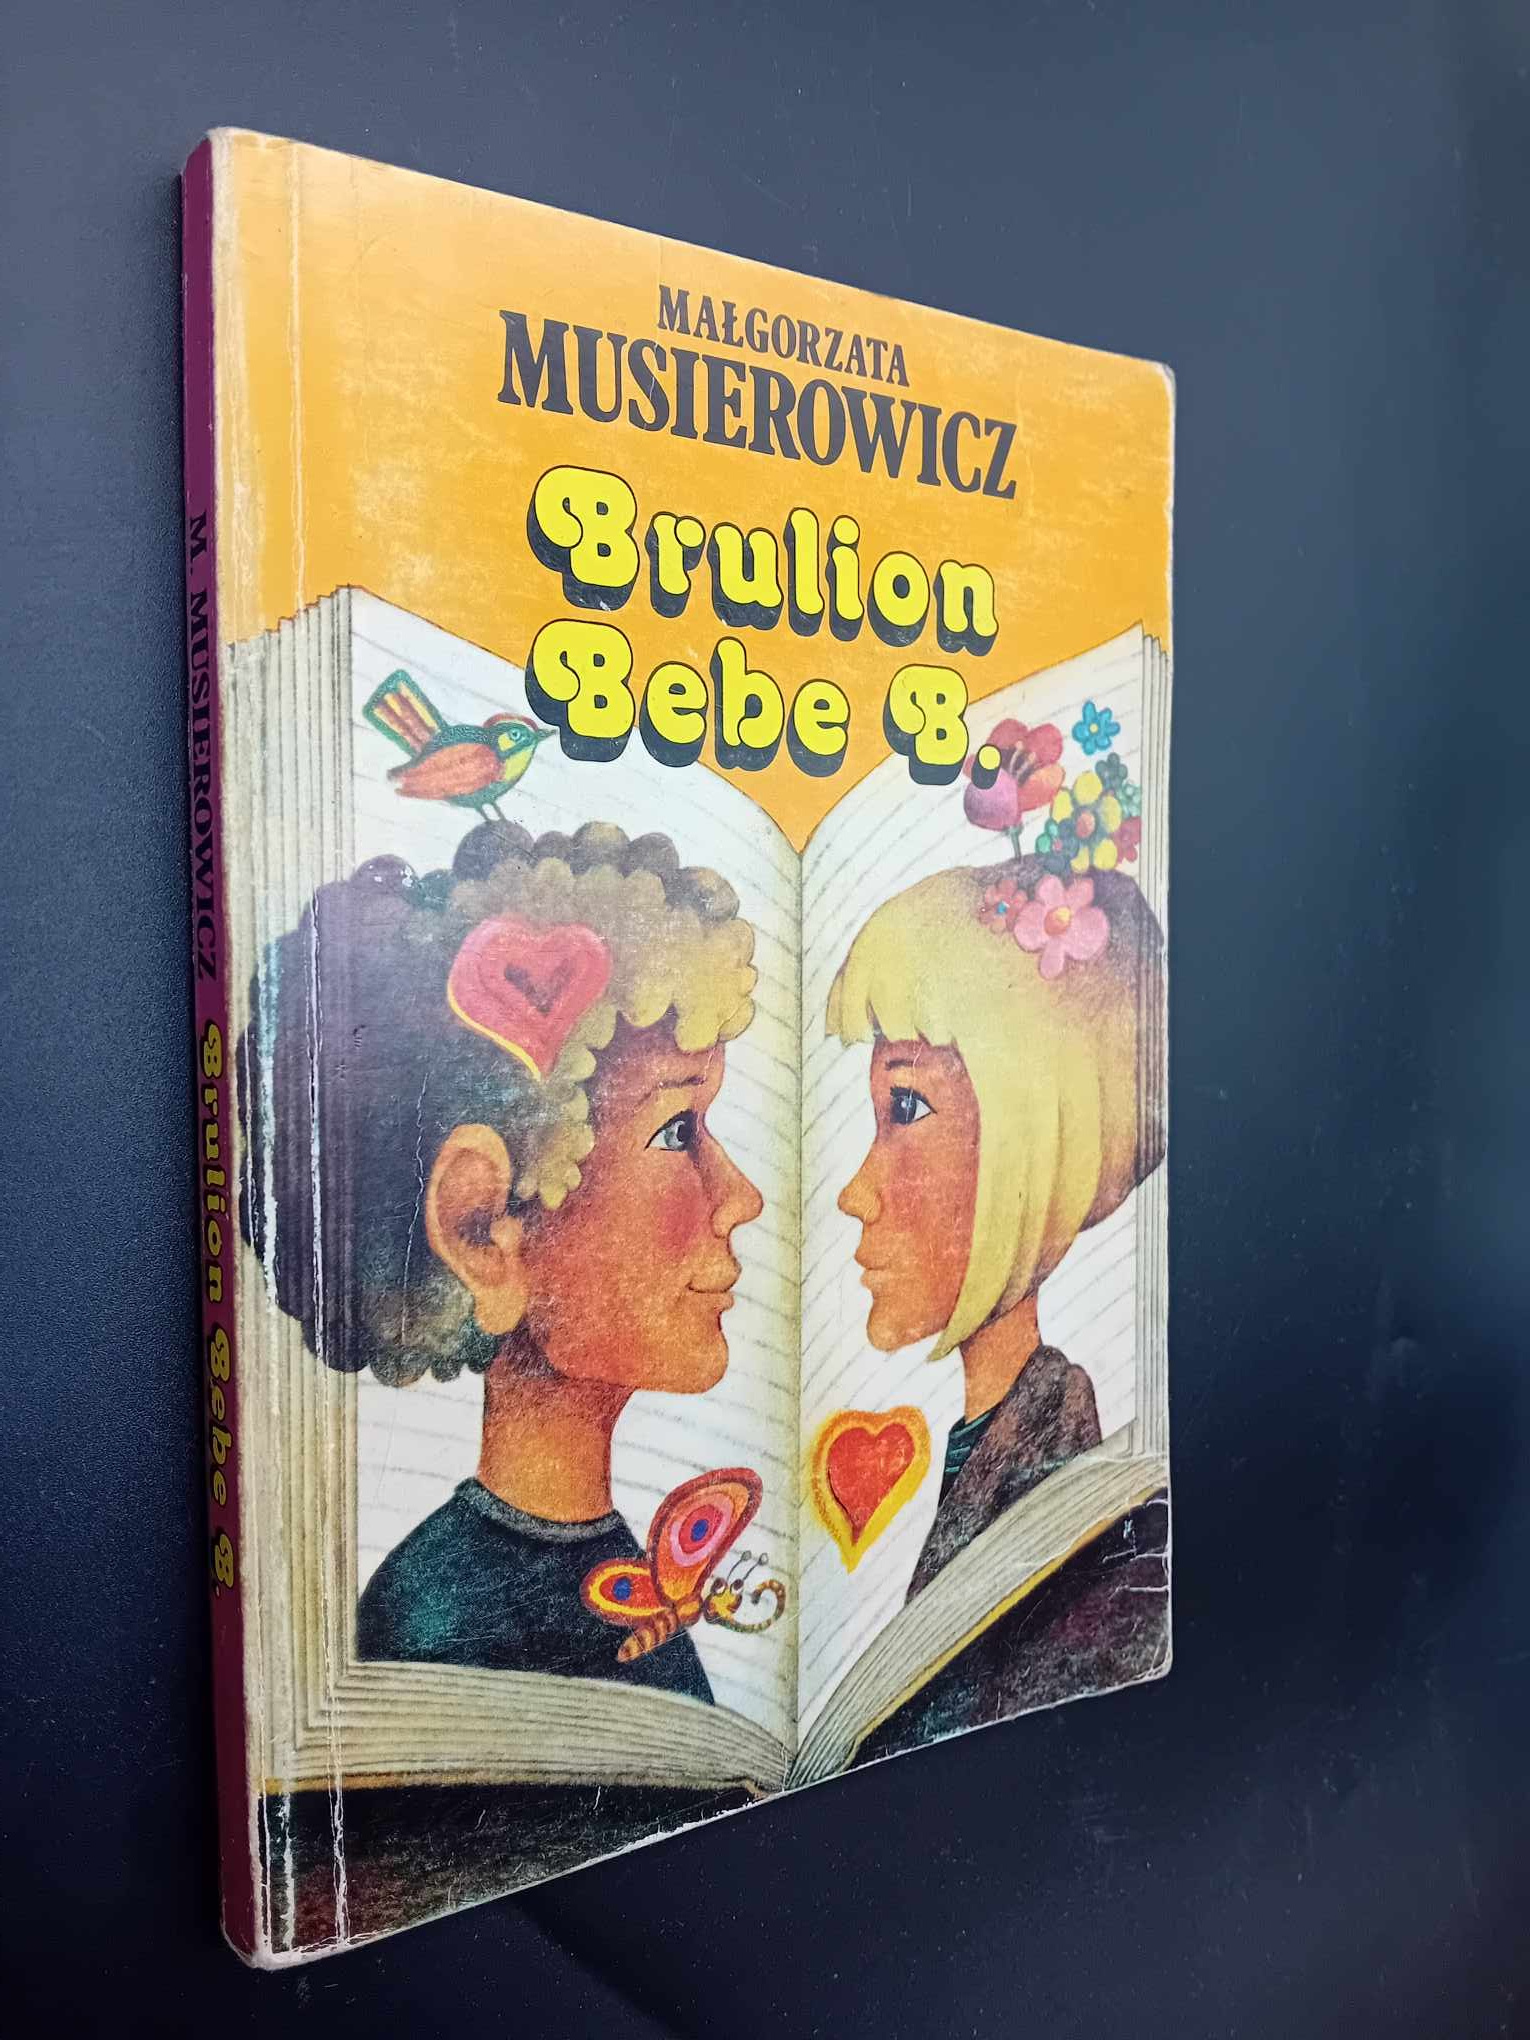 MAŁGORZATA
MUSIEROWICZ
Brulion
Bebe B.
M. MUSIEROWICZ Brulion Bebe B.